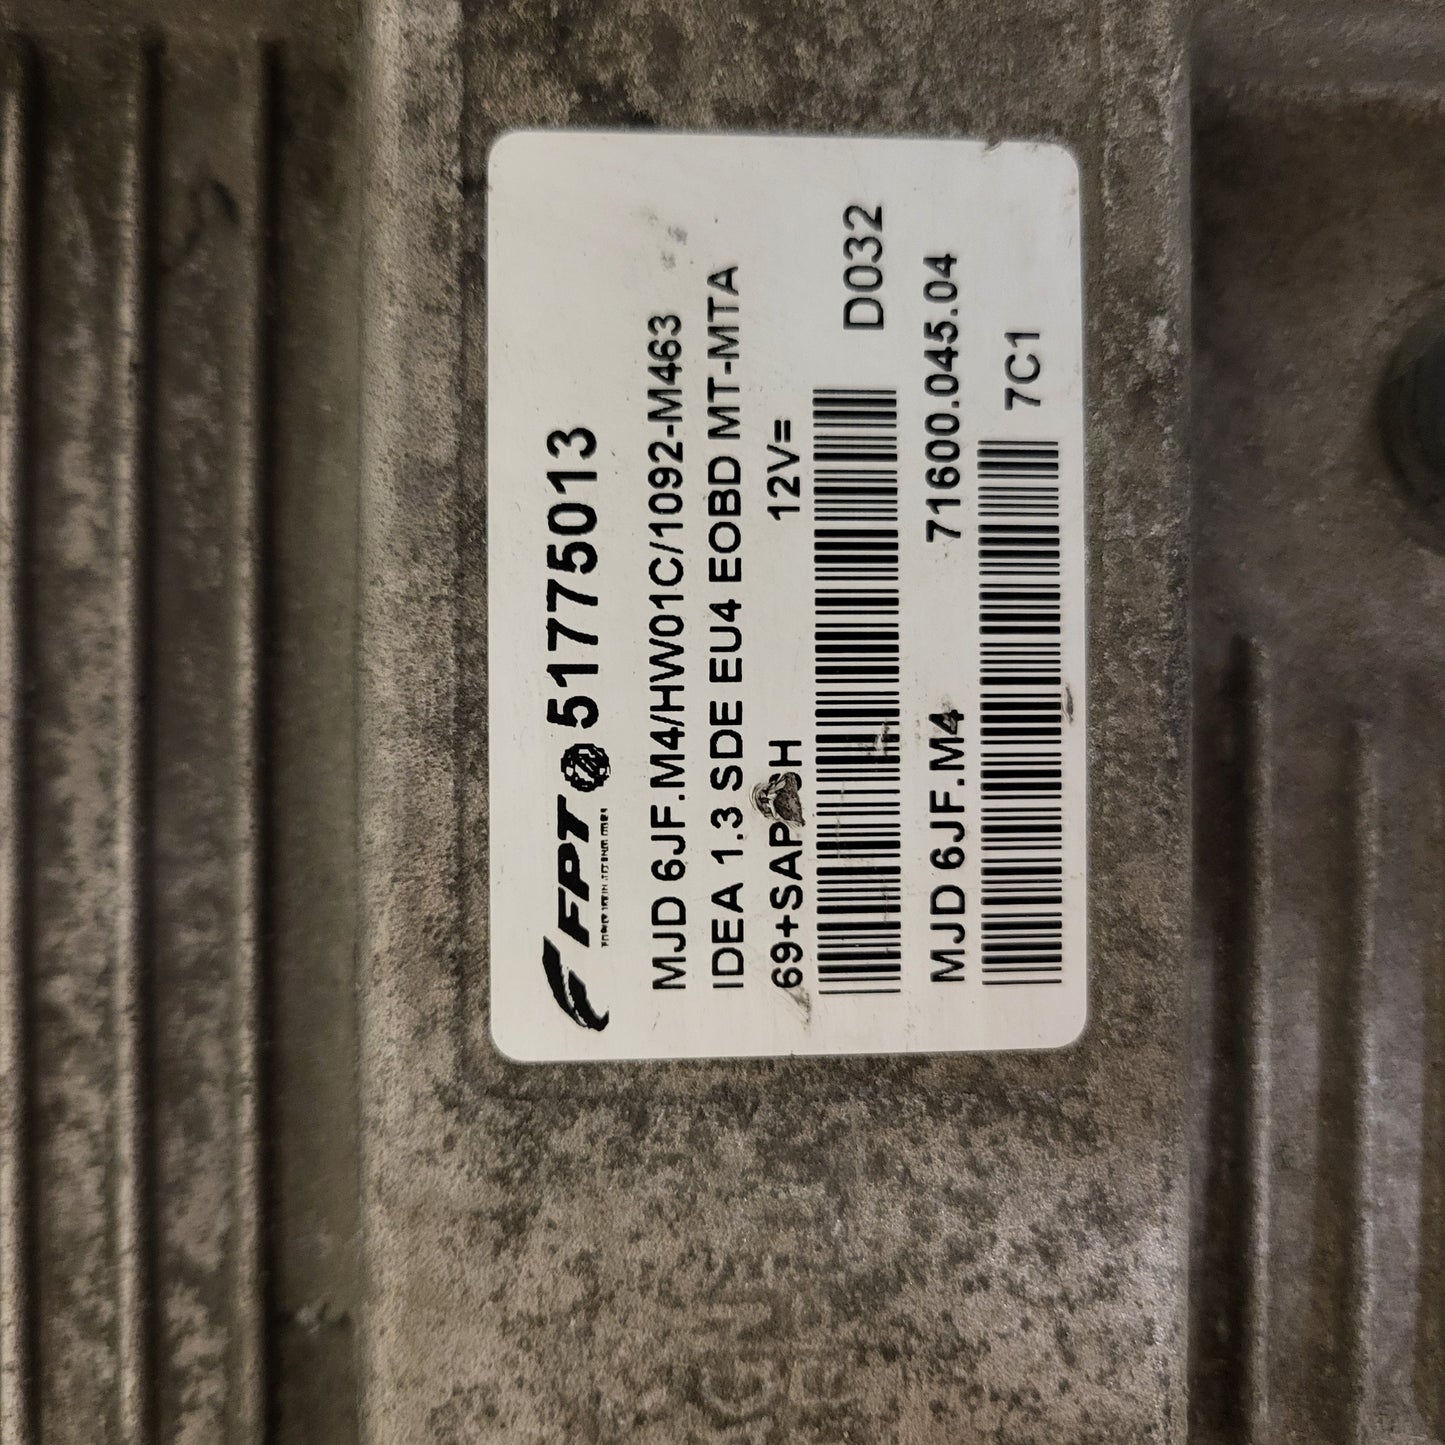 FPT 51775013
MJD 6JF.M4/HW01C/1092-M463
IDEA 1.3 SDE EU4 EOBD MT-MTA
12V=
D032
MJD 6JF.M4 71600.045.04
7C1